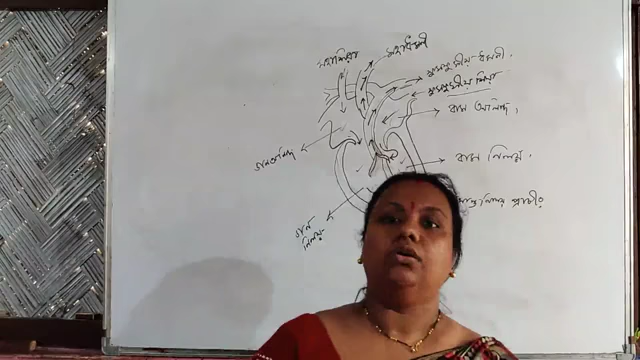 মহাশিরা
মহাধমনী
ফুসফুসীয় ধমনী
ফুসফুসীয় শিরা
বাম অলিন্দ
ডান অলিন্দ
বাম নিলয়
ডান
নিলয়
প্রাচীর